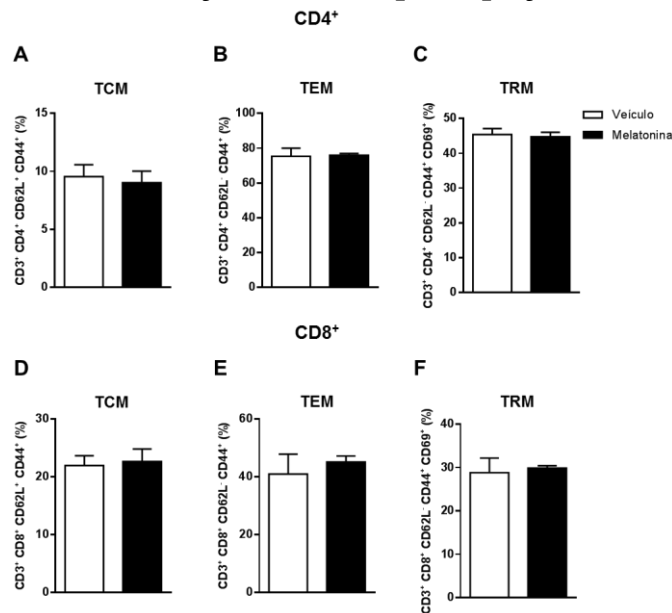 CD4⁺
A
B
C
TCM
TEM
TRM
CD3⁺ CD4⁺ CD62L⁺ CD44⁺ (%)
15
10
5
0
CD3⁺ CD4⁺ CD62L⁻ CD44⁺ (%)
100
80
60
40
20
0
CD3⁺ CD4⁺ CD62L⁻ CD44⁺ CD69⁺ (%)
50
40
30
20
10
0
Veículo
Melatonina
CD8⁺
D
E
F
TCM
TEM
TRM
CD3⁺ CD8⁺ CD62L⁺ CD44⁺ (%)
30
20
10
0
CD3⁺ CD8⁺ CD62L⁻ CD44⁺ (%)
60
40
20
0
CD3⁺ CD8⁺ CD62L⁻ CD44⁺ CD69⁺ (%)
40
30
20
10
0